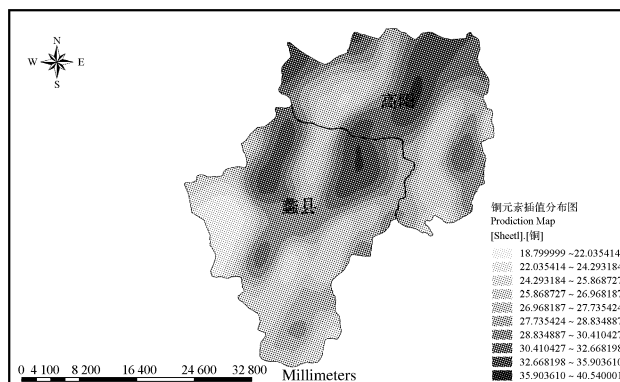 N
W E
S
高阳
蠡县
铜元素插值分布图
Prodiction Map
[Sheetl].[铜]
18.799999 ~22.035414
22.035414 ~ 24.293184
24.293184 ~ 25.868727
25.868727 ~ 26.968187
26.968187 ~ 27.735424
27.735424 ~ 28.834887
28.834887 ~ 30.410427
30.410427 ~ 32.668198
32.668198 ~ 35.903610
35.903610 ~ 40.540001
0 4 100 8 200 16 400 24 600 32 800
Millimeters